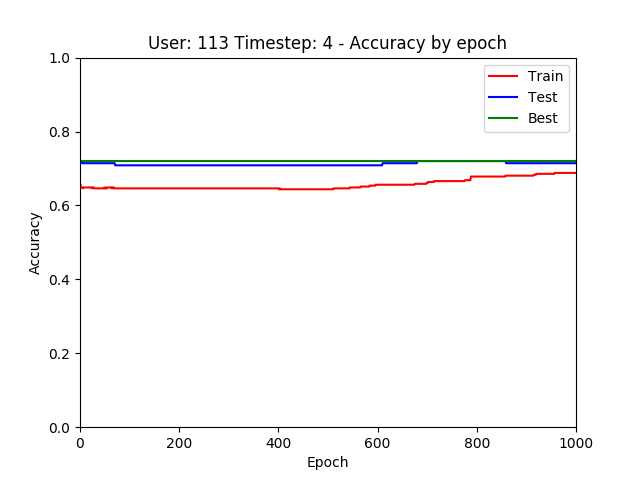 User: 113 Timestep: 4 - Accuracy by epoch
1.0
Train
Test
Best
0.8
0.6
Accuracy
0.4
0.2
0.0
0 200 400 600 800 1000
Epoch